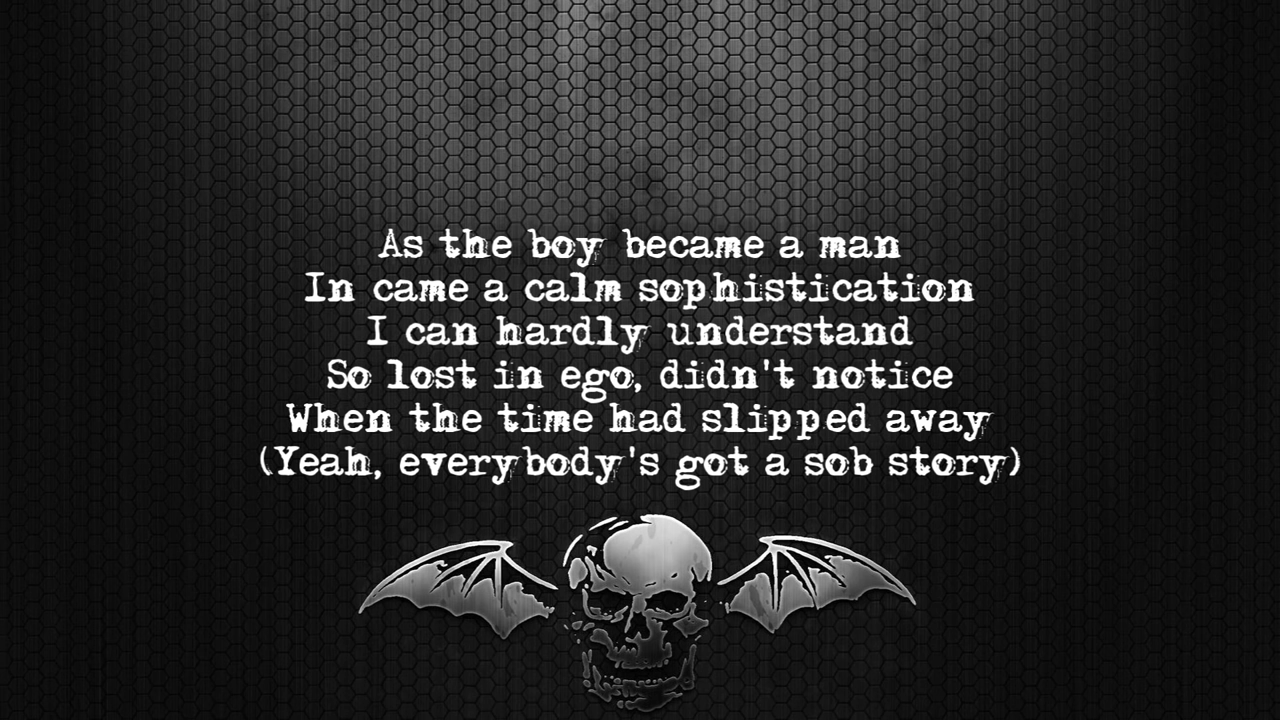 As the boy became a man
In came a calm sophistication
I can hardly understand
So lost in ego, didn't notice
When the time had slipped away
(Yeah, everybody's got a sob story)